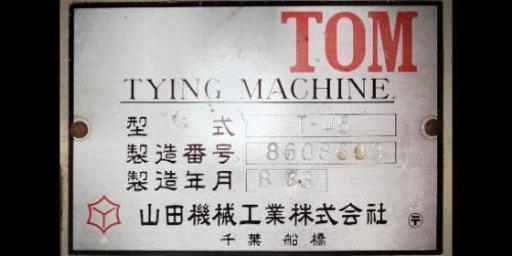 TOM
TYING MACHINE
型 式 T-45
製造番号
製造年月
山田機械工業株式会社 〒
千葉 船橋